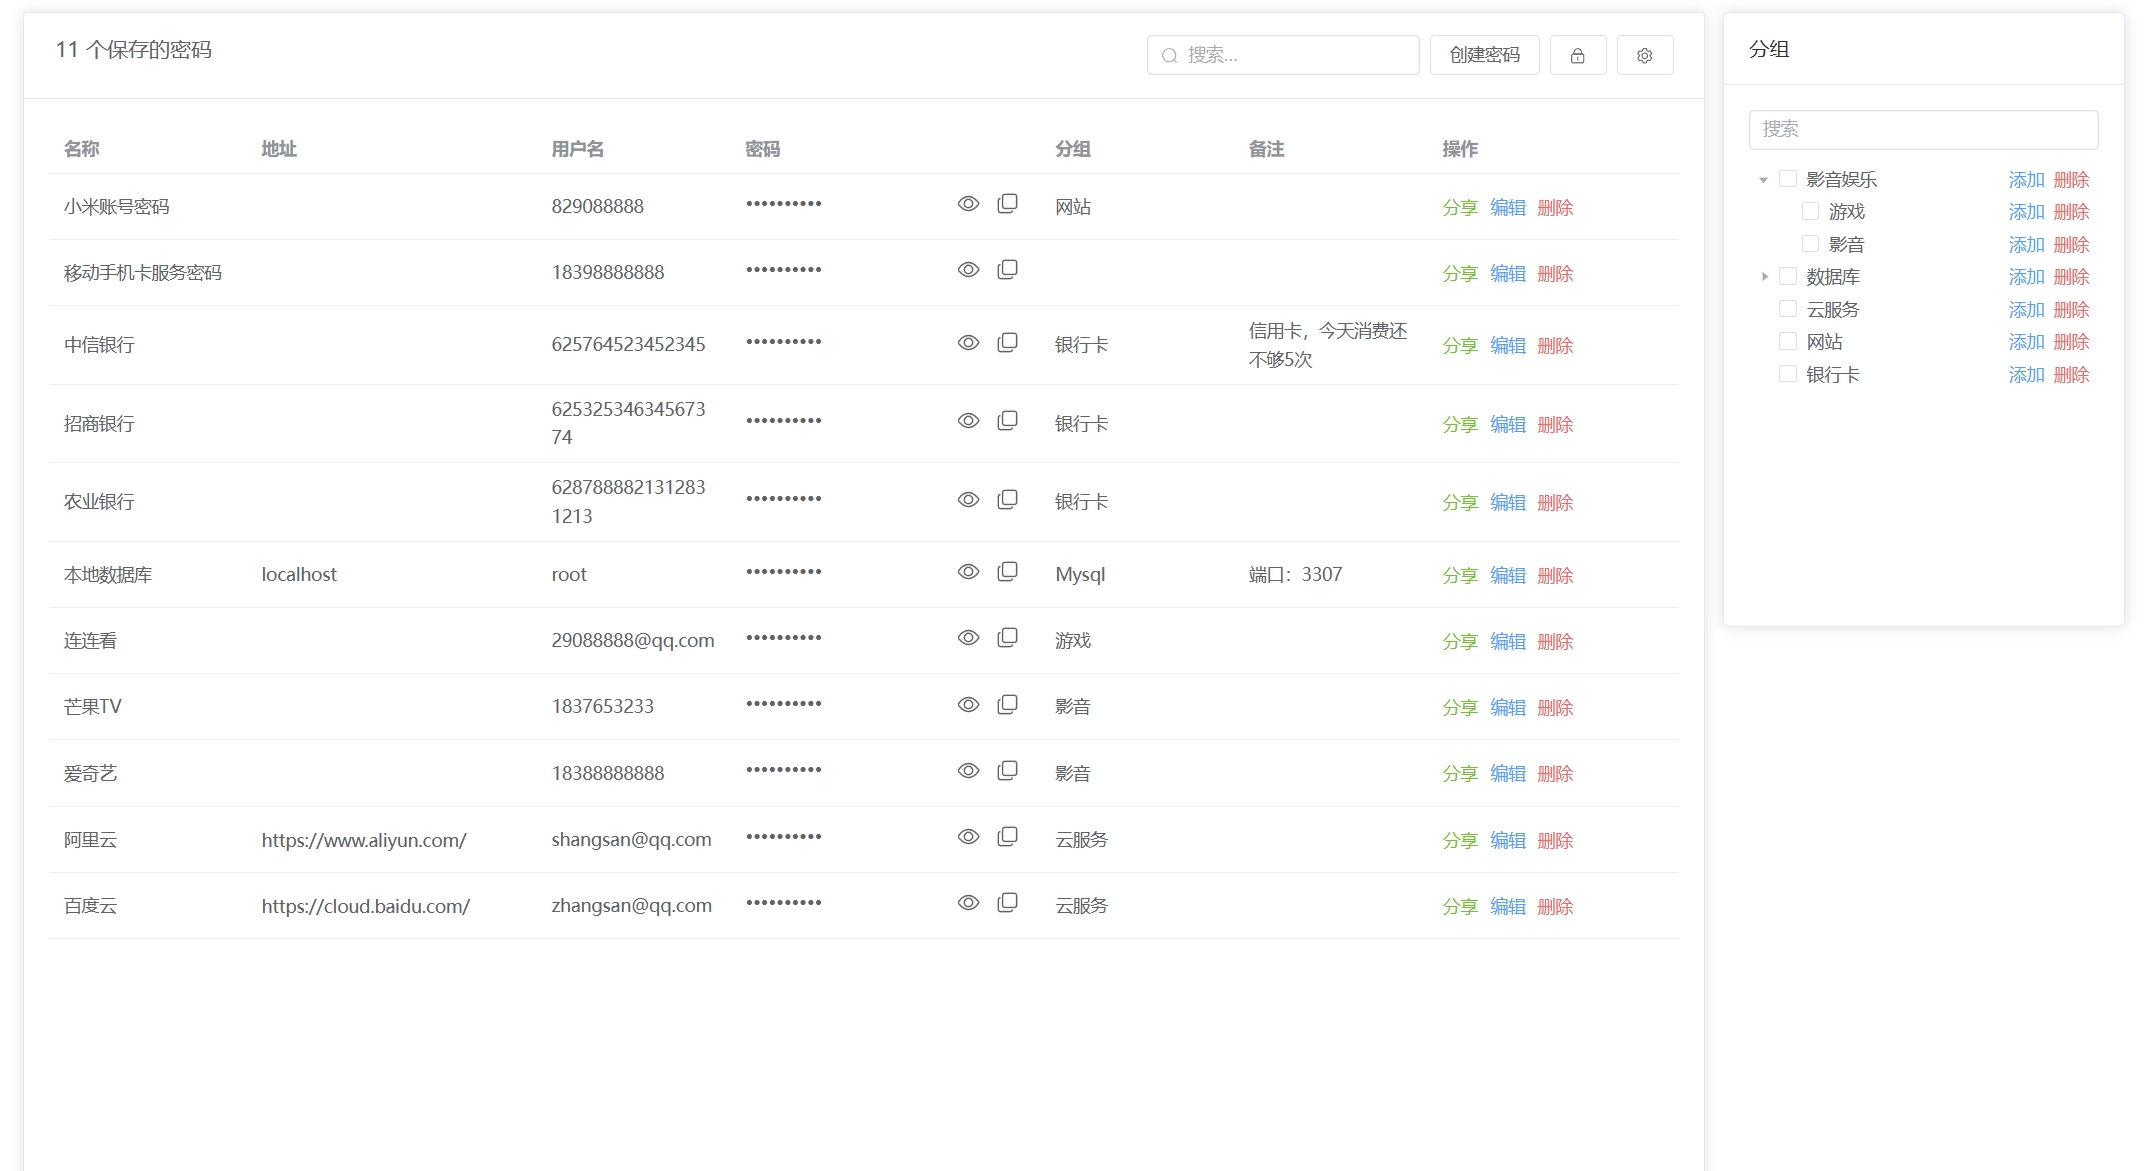 11 个保存的密码
搜索...
创建密码
名称 地址 用户名 密码 分组 备注 操作
小米账号密码 829088888 •••••••••• 网站 分享 编辑 删除
移动手机卡服务密码 18398888888 •••••••••• 分享 编辑 删除
中信银行 625764523452345 •••••••••• 银行卡 信用卡，今天消费还
不够5次 分享 编辑 删除
招商银行 625325346345673
74 •••••••••• 银行卡 分享 编辑 删除
农业银行 628788882131283
1213 •••••••••• 银行卡 分享 编辑 删除
本地数据库 localhost root •••••••••• Mysql 端口：3307 分享 编辑 删除
连连看 29088888@qq.com •••••••••• 游戏 分享 编辑 删除
芒果TV 1837653233 •••••••••• 影音 分享 编辑 删除
爱奇艺 18388888888 •••••••••• 影音 分享 编辑 删除
阿里云 https://www.aliyun.com/ shangsan@qq.com •••••••••• 云服务 分享 编辑 删除
百度云 https://cloud.baidu.com/ zhangsan@qq.com •••••••••• 云服务 分享 编辑 删除
分组
搜索
影音娱乐 添加 删除
游戏 添加 删除
影音 添加 删除
数据库 添加 删除
云服务 添加 删除
网站 添加 删除
银行卡 添加 删除